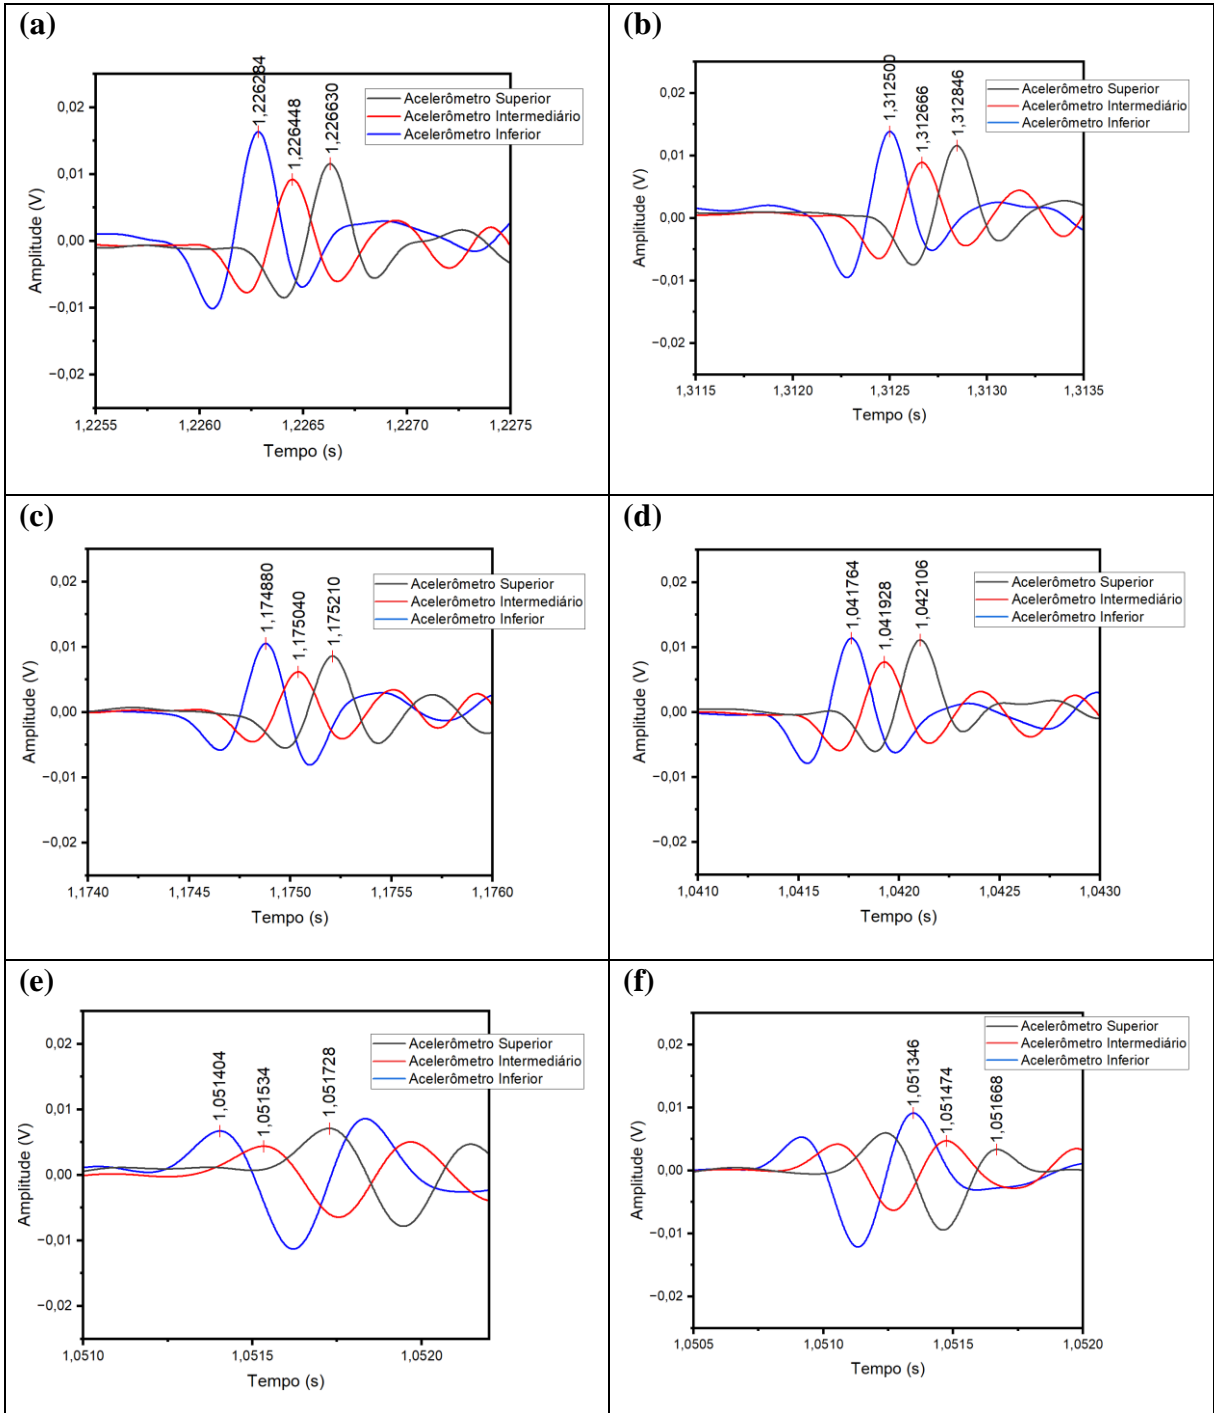 (a)
1,226284
1,226448
1,226630
Acelerômetro Superior
Acelerômetro Intermediário
Acelerômetro Inferior
0,02
0,01
0,00
−0,01
−0,02
Amplitude (V)
1,2255
1,2260
1,2265
1,2270
1,2275
Tempo (s)
(b)
1,312500
1,312666
1,312846
Acelerômetro Superior
Acelerômetro Intermediário
Acelerômetro Inferior
0,02
0,01
0,00
−0,01
−0,02
Amplitude (V)
1,3115
1,3120
1,3125
1,3130
1,3135
Tempo (s)
(c)
1,174880
1,175040
1,175210
Acelerômetro Superior
Acelerômetro Intermediário
Acelerômetro Inferior
0,02
0,01
0,00
−0,01
−0,02
Amplitude (V)
1,1740
1,1745
1,1750
1,1755
1,1760
Tempo (s)
(d)
1,041764
1,041928
1,042106
Acelerômetro Superior
Acelerômetro Intermediário
Acelerômetro Inferior
0,02
0,01
0,00
−0,01
−0,02
Amplitude (V)
1,0410
1,0415
1,0420
1,0425
1,0430
Tempo (s)
(e)
1,051404
1,051534
1,051728
Acelerômetro Superior
Acelerômetro Intermediário
Acelerômetro Inferior
0,02
0,01
0,00
−0,01
−0,02
Amplitude (V)
1,0510
1,0515
1,0520
Tempo (s)
(f)
1,051346
1,051474
1,051668
Acelerômetro Superior
Acelerômetro Intermediário
Acelerômetro Inferior
0,02
0,01
0,00
−0,01
−0,02
Amplitude (V)
1,0505
1,0510
1,0515
1,0520
Tempo (s)